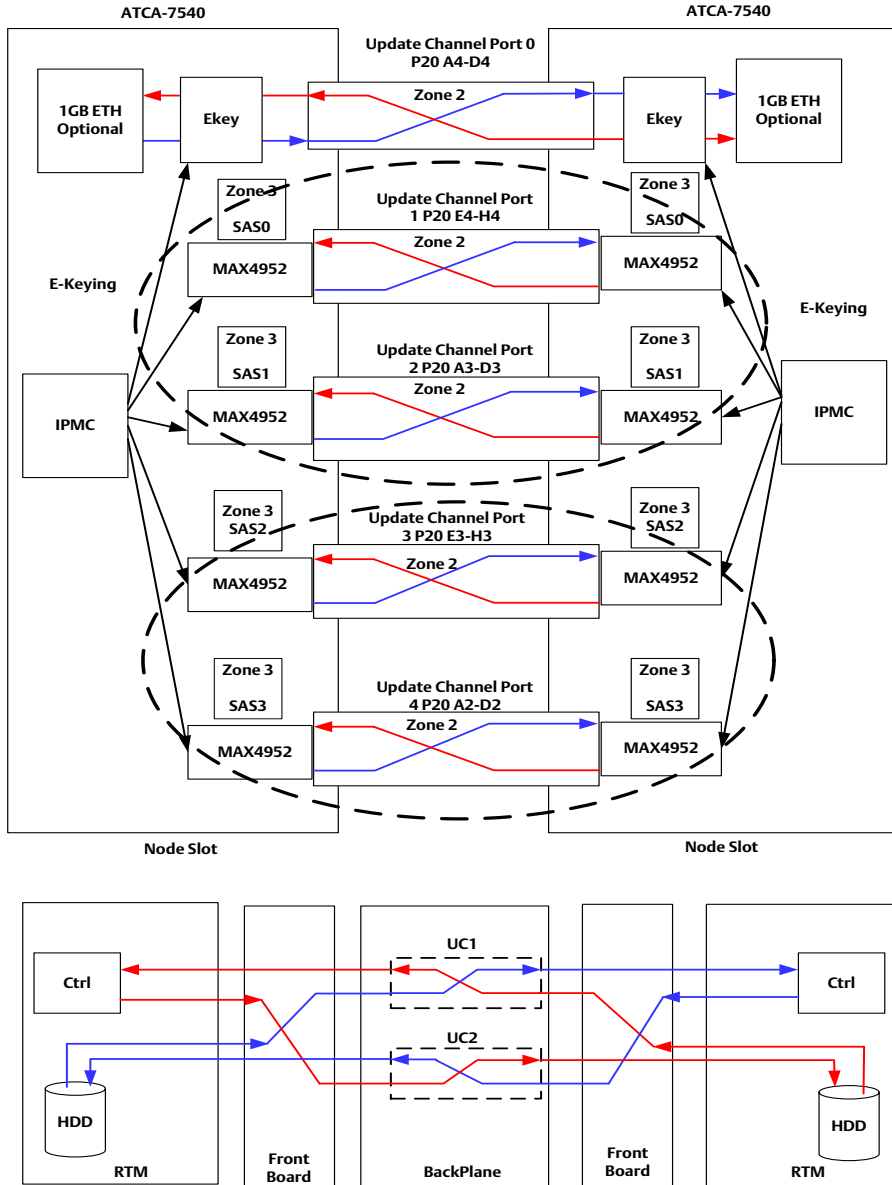 ATCA-7540
ATCA-7540
Update Channel Port 0
P20 A4-D4
Zone 2
1GB ETH
Optional
Ekey
Ekey
1GB ETH
Optional
Zone 3
SAS0
Update Channel Port
1 P20 E4-H4
Zone 2
Zone 3
SAS0
MAX4952
MAX4952
E-Keying
E-Keying
Zone 3
SAS1
Update Channel Port
2 P20 A3-D3
Zone 2
Zone 3
SAS1
MAX4952
MAX4952
IPMC
IPMC
Zone 3
SAS2
Update Channel Port
3 P20 E3-H3
Zone 2
Zone 3
SAS2
MAX4952
MAX4952
Zone 3
SAS3
Update Channel Port
4 P20 A2-D2
Zone 2
Zone 3
SAS3
MAX4952
MAX4952
Node Slot
Node Slot
UC1
Ctrl
Ctrl
UC2
HDD
HDD
RTM
Front
Board
BackPlane
Front
Board
RTM